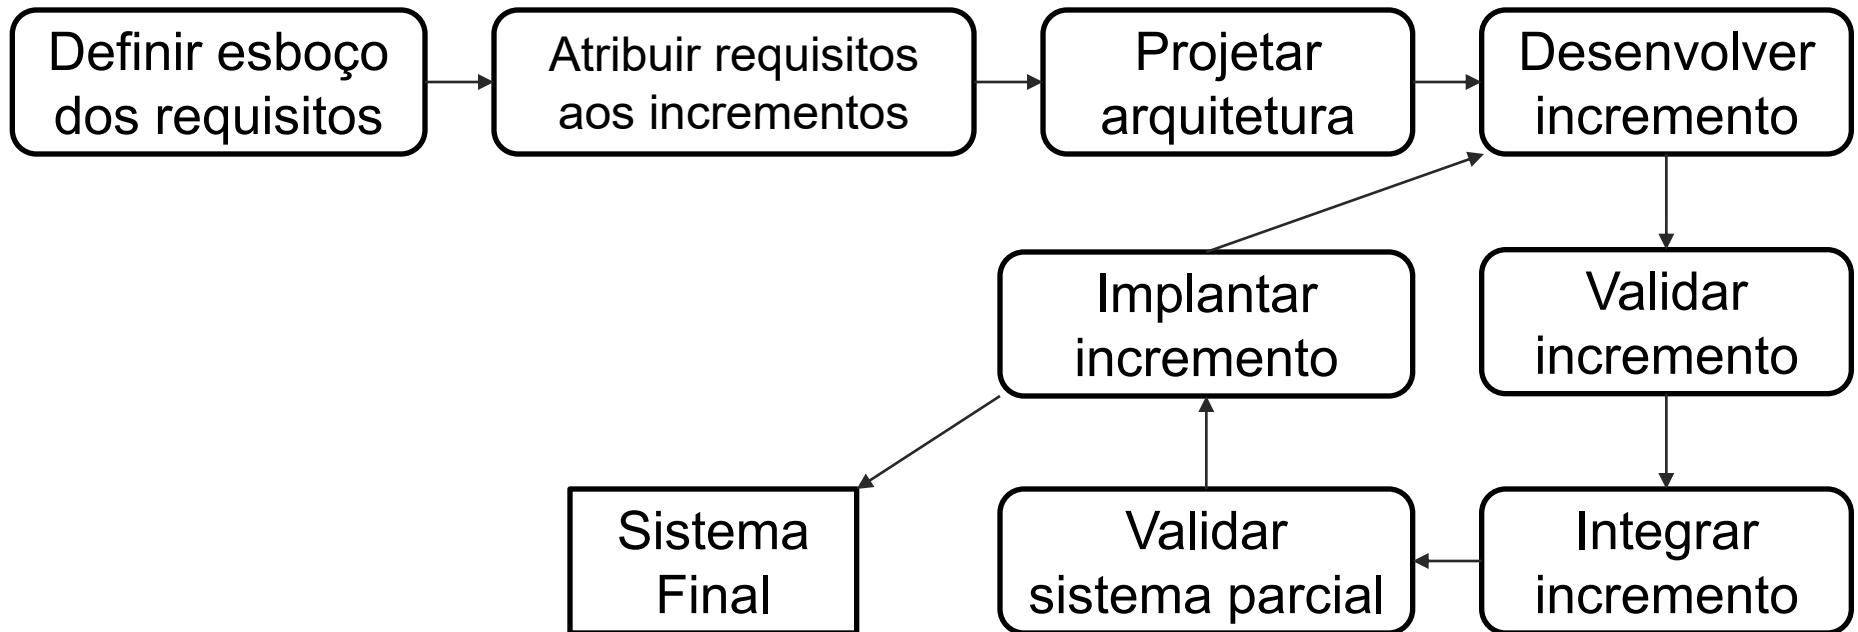 Definir esboço
dos requisitos
Atribuir requisitos
aos incrementos
Projetar
arquitetura
Desenvolver
incremento
Implantar
incremento
Validar
incremento
Sistema
Final
Validar
sistema parcial
Integrar
incremento